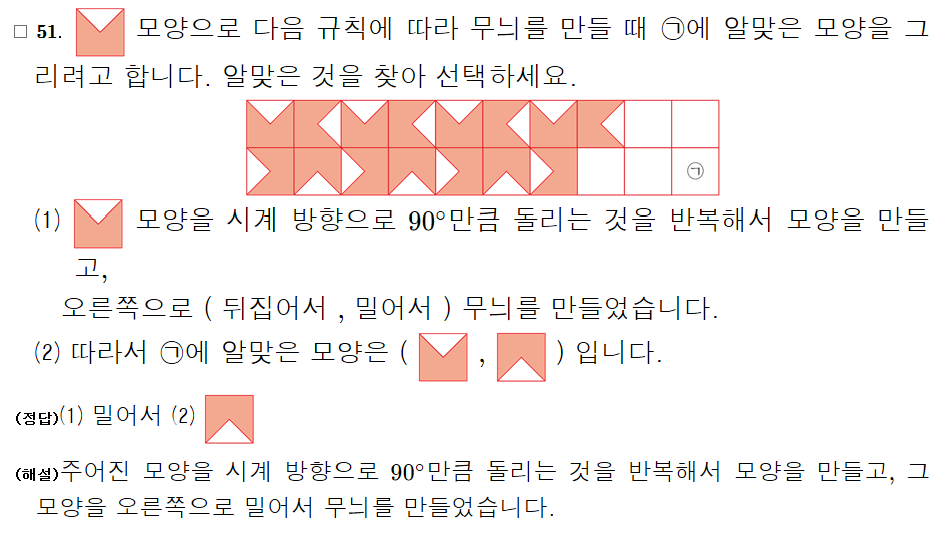 □ 51. 모양으로 다음 규칙에 따라 무늬를 만들 때 ㉠에 알맞은 모양을 그
리려고 합니다. 알맞은 것을 찾아 선택하세요.
㉠
(1) 모양을 시계 방향으로 90°만큼 돌리는 것을 반복해서 모양을 만들
고,
오른쪽으로 ( 뒤집어서 , 밀어서 ) 무늬를 만들었습니다.
(2) 따라서 ㉠에 알맞은 모양은 ( , ) 입니다.
(정답)(1) 밀어서 (2)
(해설)주어진 모양을 시계 방향으로 90°만큼 돌리는 것을 반복해서 모양을 만들고, 그
모양을 오른쪽으로 밀어서 무늬를 만들었습니다.